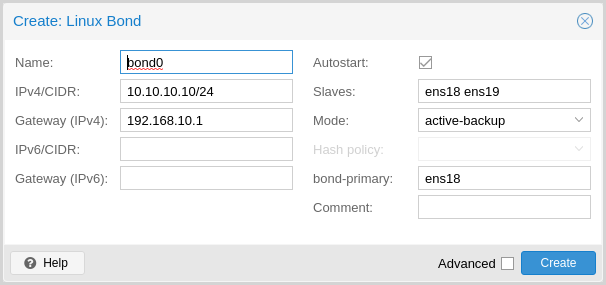 Create: Linux Bond
Name: bond0 Autostart:
IPv4/CIDR: 10.10.10.10/24 Slaves: ens18 ens19
Gateway (IPv4): 192.168.10.1 Mode: active-backup
IPv6/CIDR: Hash policy:
Gateway (IPv6): bond-primary: ens18
Comment:
? Help Advanced Create